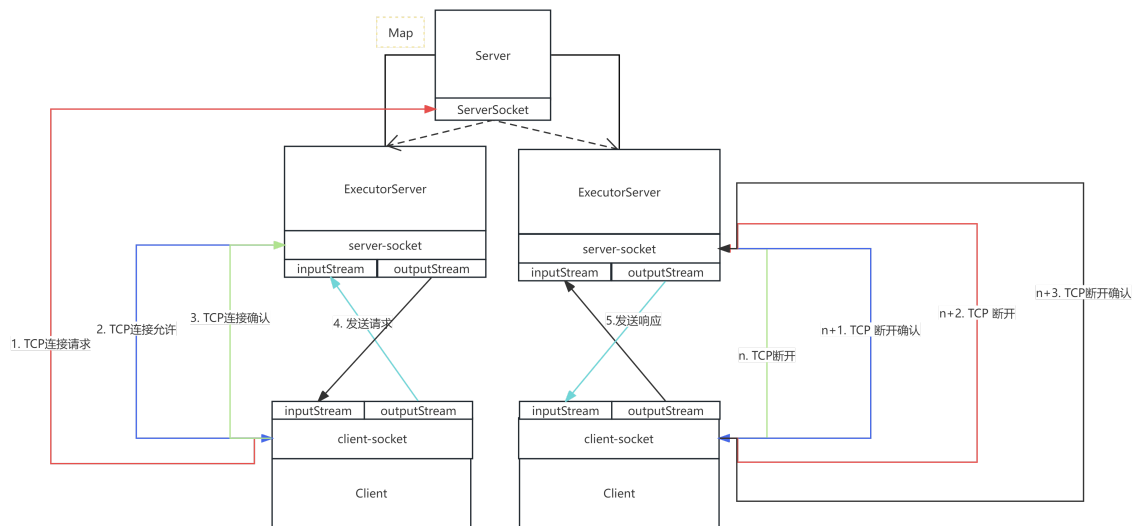 Map
Server
ServerSocket
ExecutorServer
ExecutorServer
server-socket
server-socket
inputStream
outputStream
inputStream
outputStream
1. TCP连接请求
2. TCP连接允许
3. TCP连接确认
4. 发送请求
5.发送响应
n. TCP断开
n+1. TCP 断开确认
n+2. TCP 断开
n+3. TCP断开确认
inputStream
outputStream
inputStream
outputStream
client-socket
client-socket
Client
Client